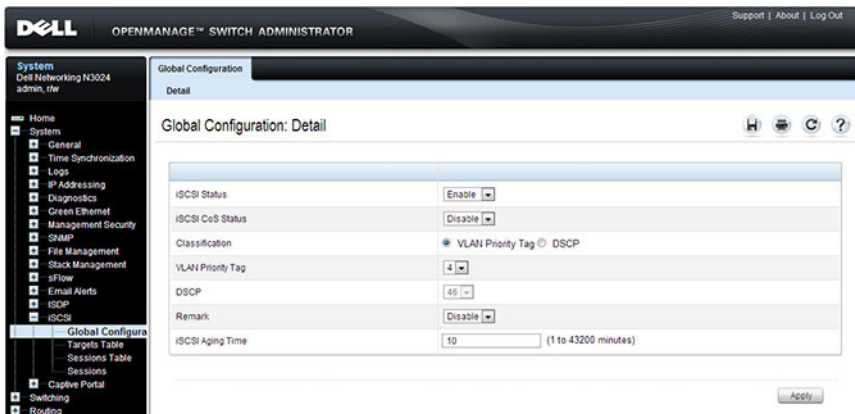 DELL OPENMANAGE™ SWITCH ADMINISTRATOR
Support | About | Log Out
System
Dell Networking N3024
admin, r/w
Home
System
General
Time Synchronization
Logs
IP Addressing
Diagnostics
Green Ethernet
Management Security
SNMP
File Management
Stack Management
sFlow
Email Alerts
ISDP
iSCSI
Global Configura
Targets Table
Sessions Table
Sessions
Captive Portal
Switching
Routing
Global Configuration
Detail
Global Configuration: Detail
iSCSI Status Enable
iSCSI CoS Status Disable
Classification VLAN Priority Tag DSCP
VLAN Priority Tag 4
DSCP 46
Remark Disable
iSCSI Aging Time 10 (1 to 43200 minutes)
Apply